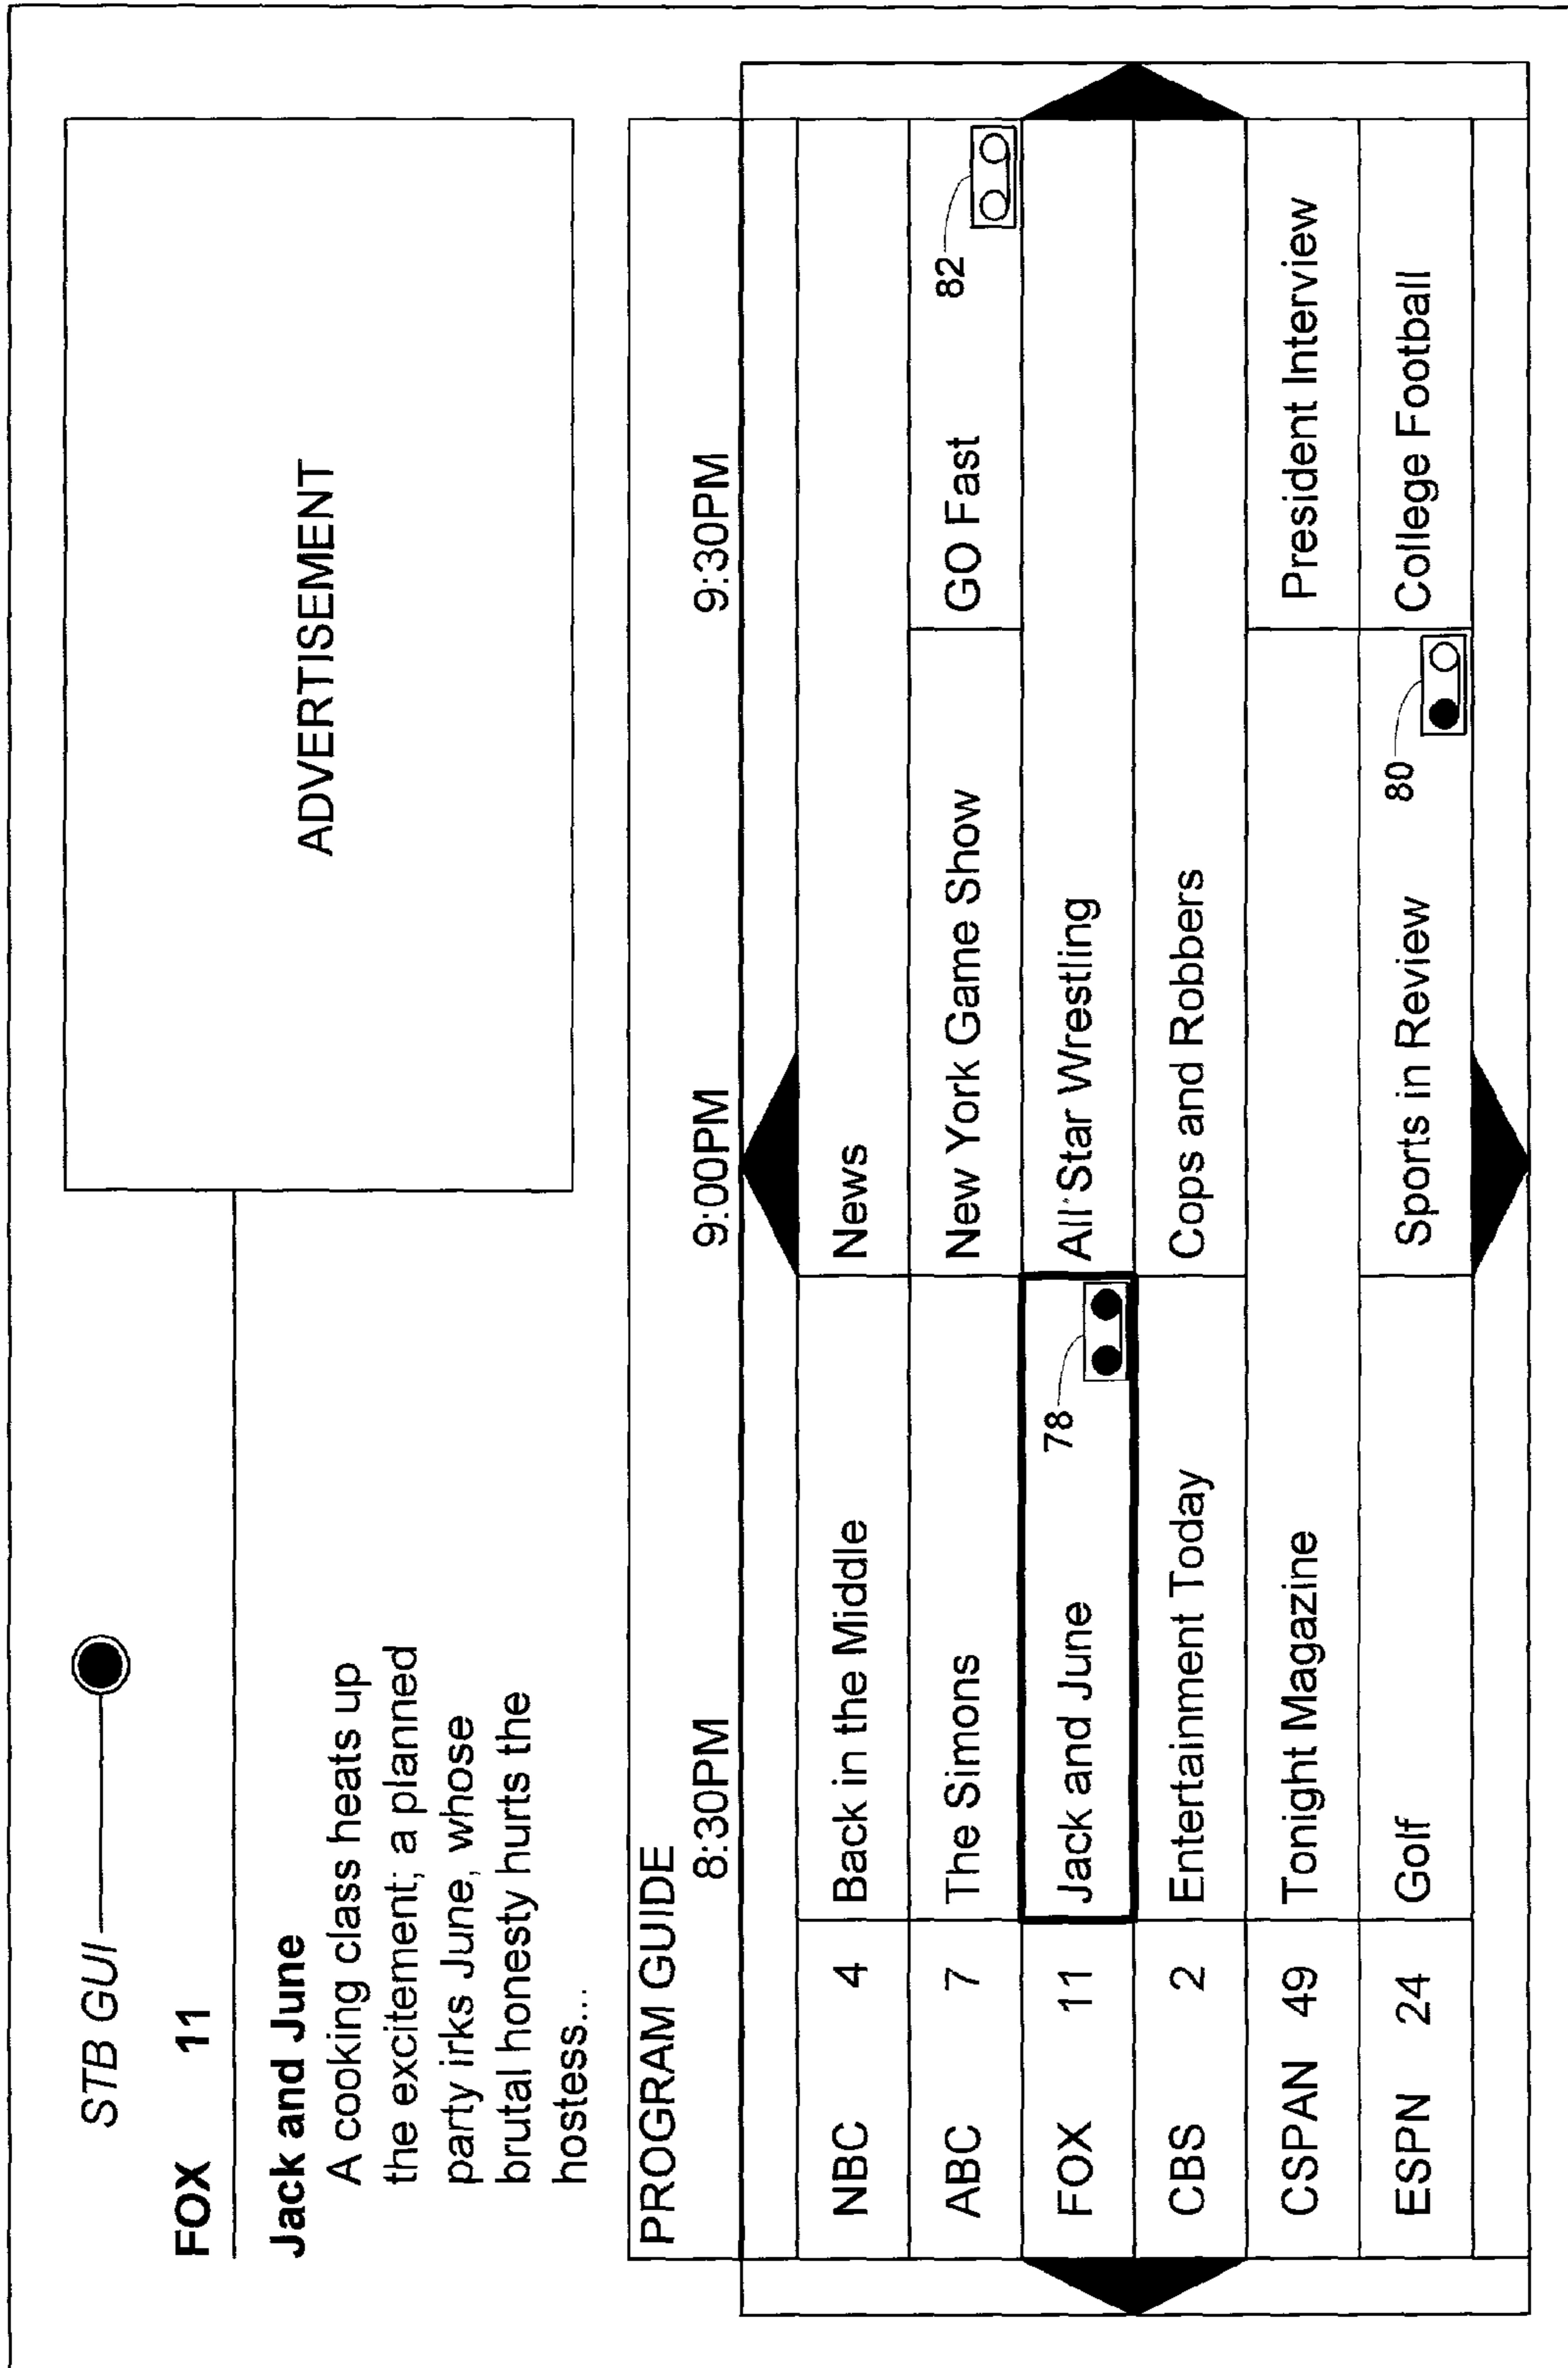 STB GUI
FOX 11
Jack and June
A cooking class heats up
the excitement; a planned
party irks June, whose
brutal honesty hurts the
hostess...
ADVERTISEMENT
PROGRAM GUIDE
8:30PM 9:00PM 9:30PM
NBC 4 Back in the Middle News
ABC 7 The Simons New York Game Show GO Fast 82
FOX 11 Jack and June 78 All Star Wrestling
CBS 2 Entertainment Today Cops and Robbers
CSPAN 49 Tonight Magazine President Interview
ESPN 24 Golf Sports in Review 80 College Football